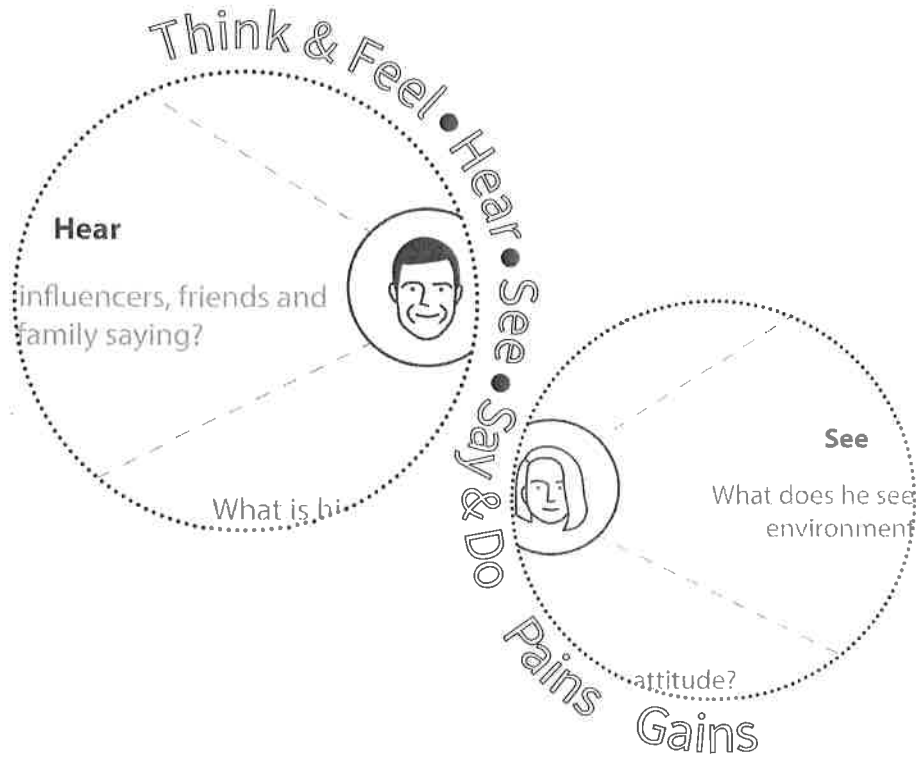 Think & Feel • Hear • See • Say & Do
Hear
influencers, friends and
family saying?
What is
See
What does he see
environment
attitude?
Pains
Gains